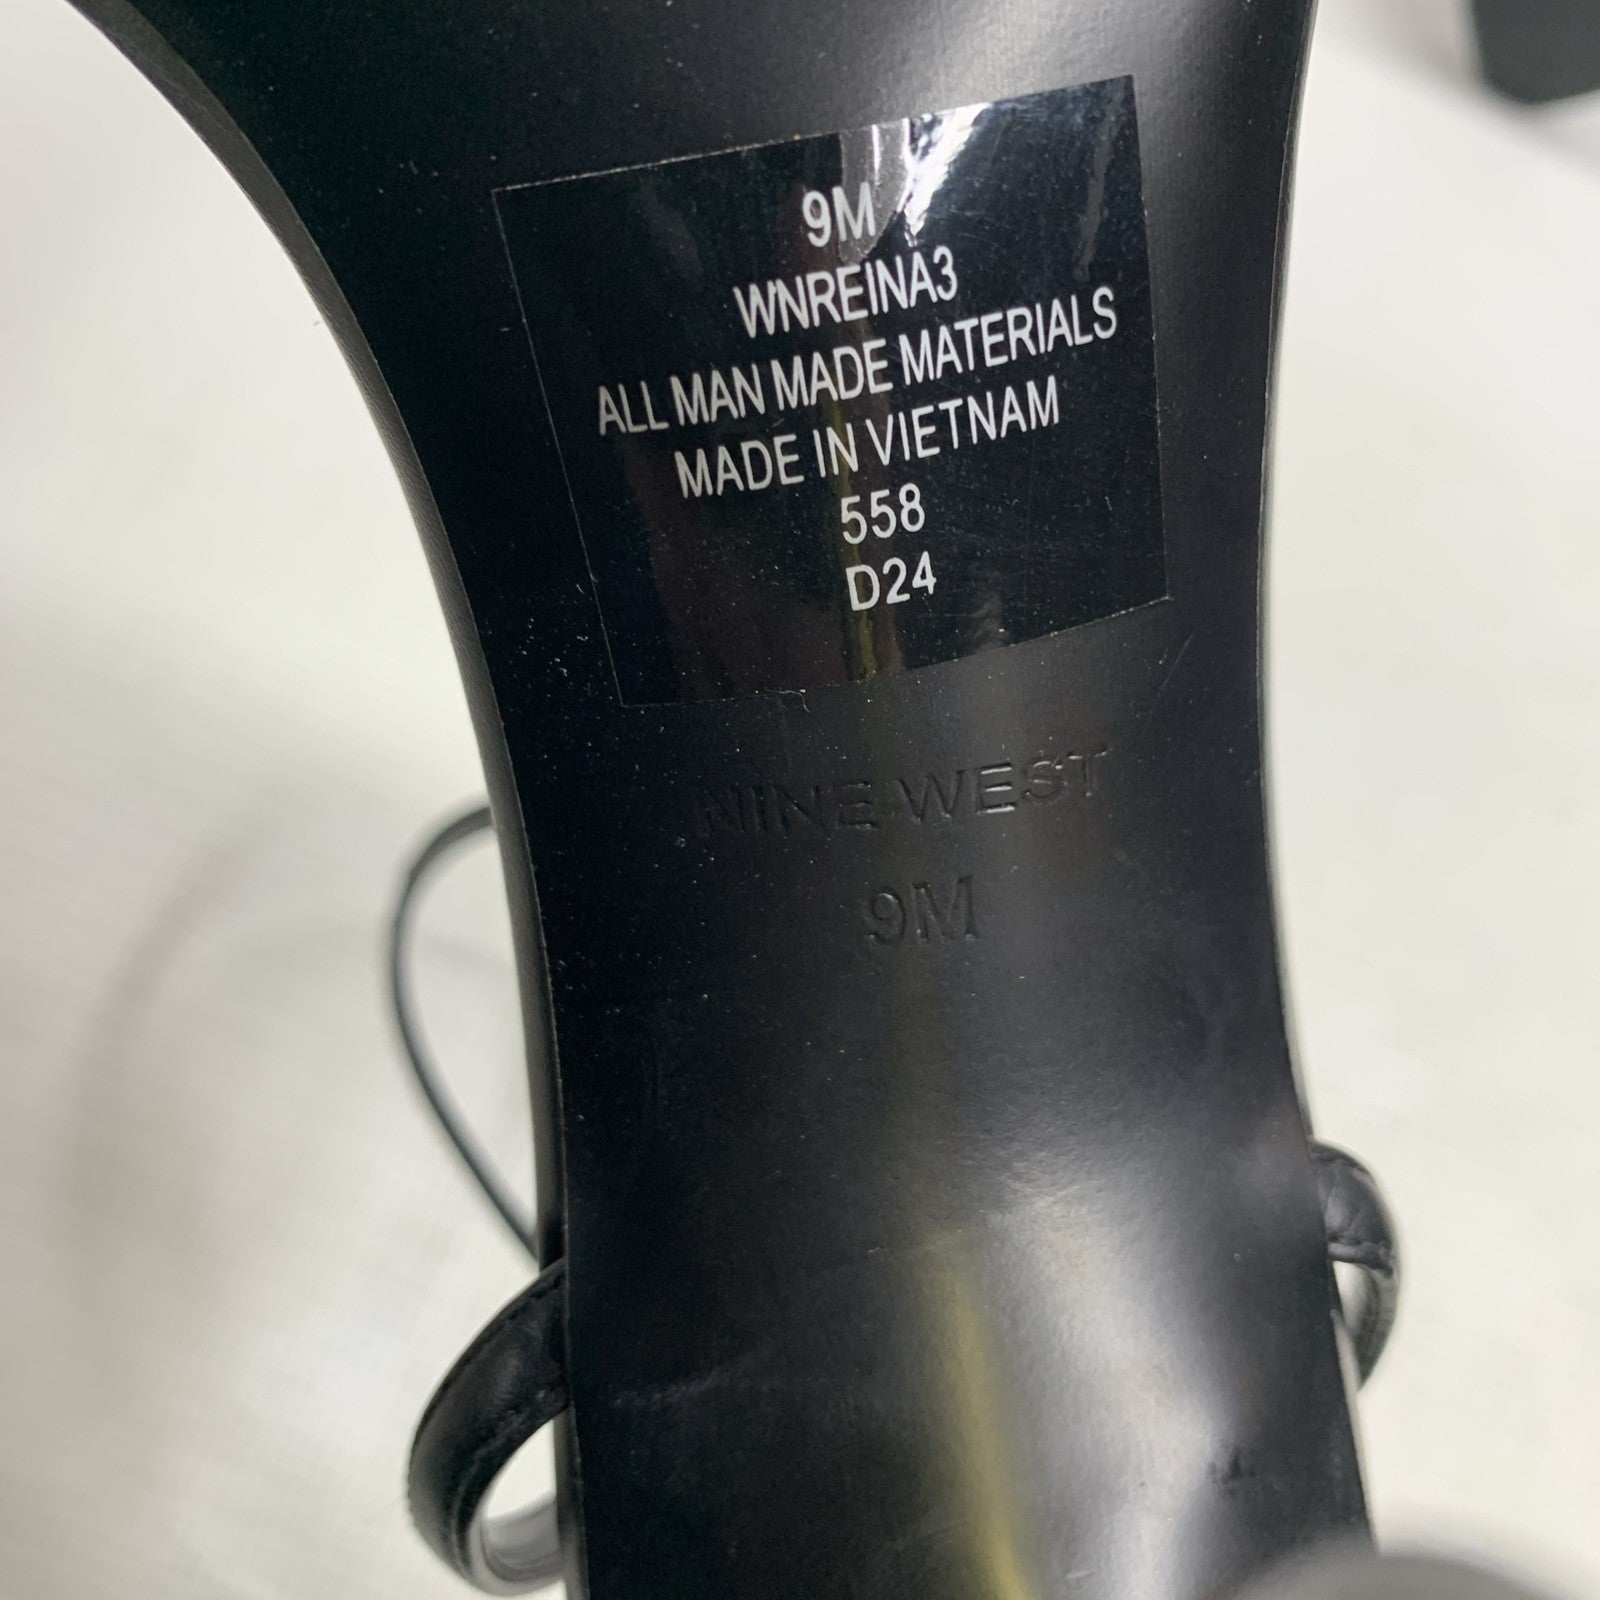 9M
WNREINA3
ALL MAN MADE MATERIALS
MADE IN VIETNAM
558
D24
NINE WEST
9M